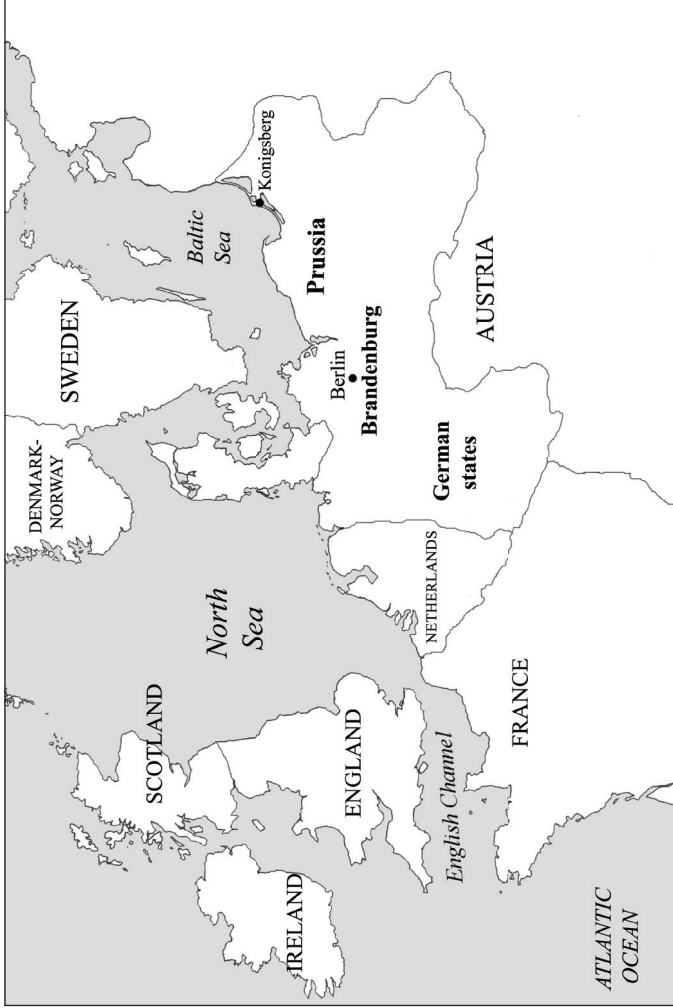 DENMARK-
NORWAY
SWEDEN
Baltic
Sea
Konigsberg
SCOTLAND
North
Sea
Prussia
Berlin
Brandenburg
IRELAND
ENGLAND
NETHERLANDS
German
states
AUSTRIA
English Channel
FRANCE
ATLANTIC
OCEAN